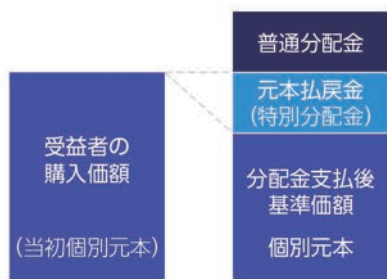 受益者の
購入価額
(当初個別元本)
普通分配金
元本払戻金
(特別分配金)
分配金支払後
基準価額
個別元本